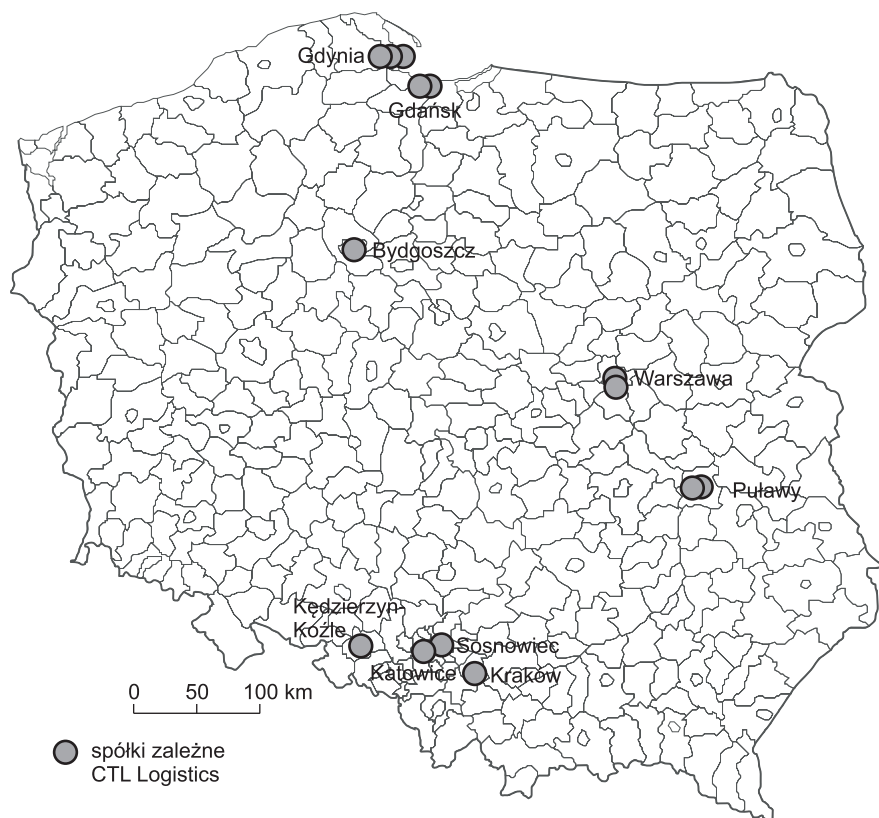 Gdynia
Gdańsk
Bydgoszcz
Warszawa
Puławy
Kędzierzyn-
Koźle
Sosnowiec
Katowice
Kraków
0 50 100 km
spółki zależne
CTL Logistics